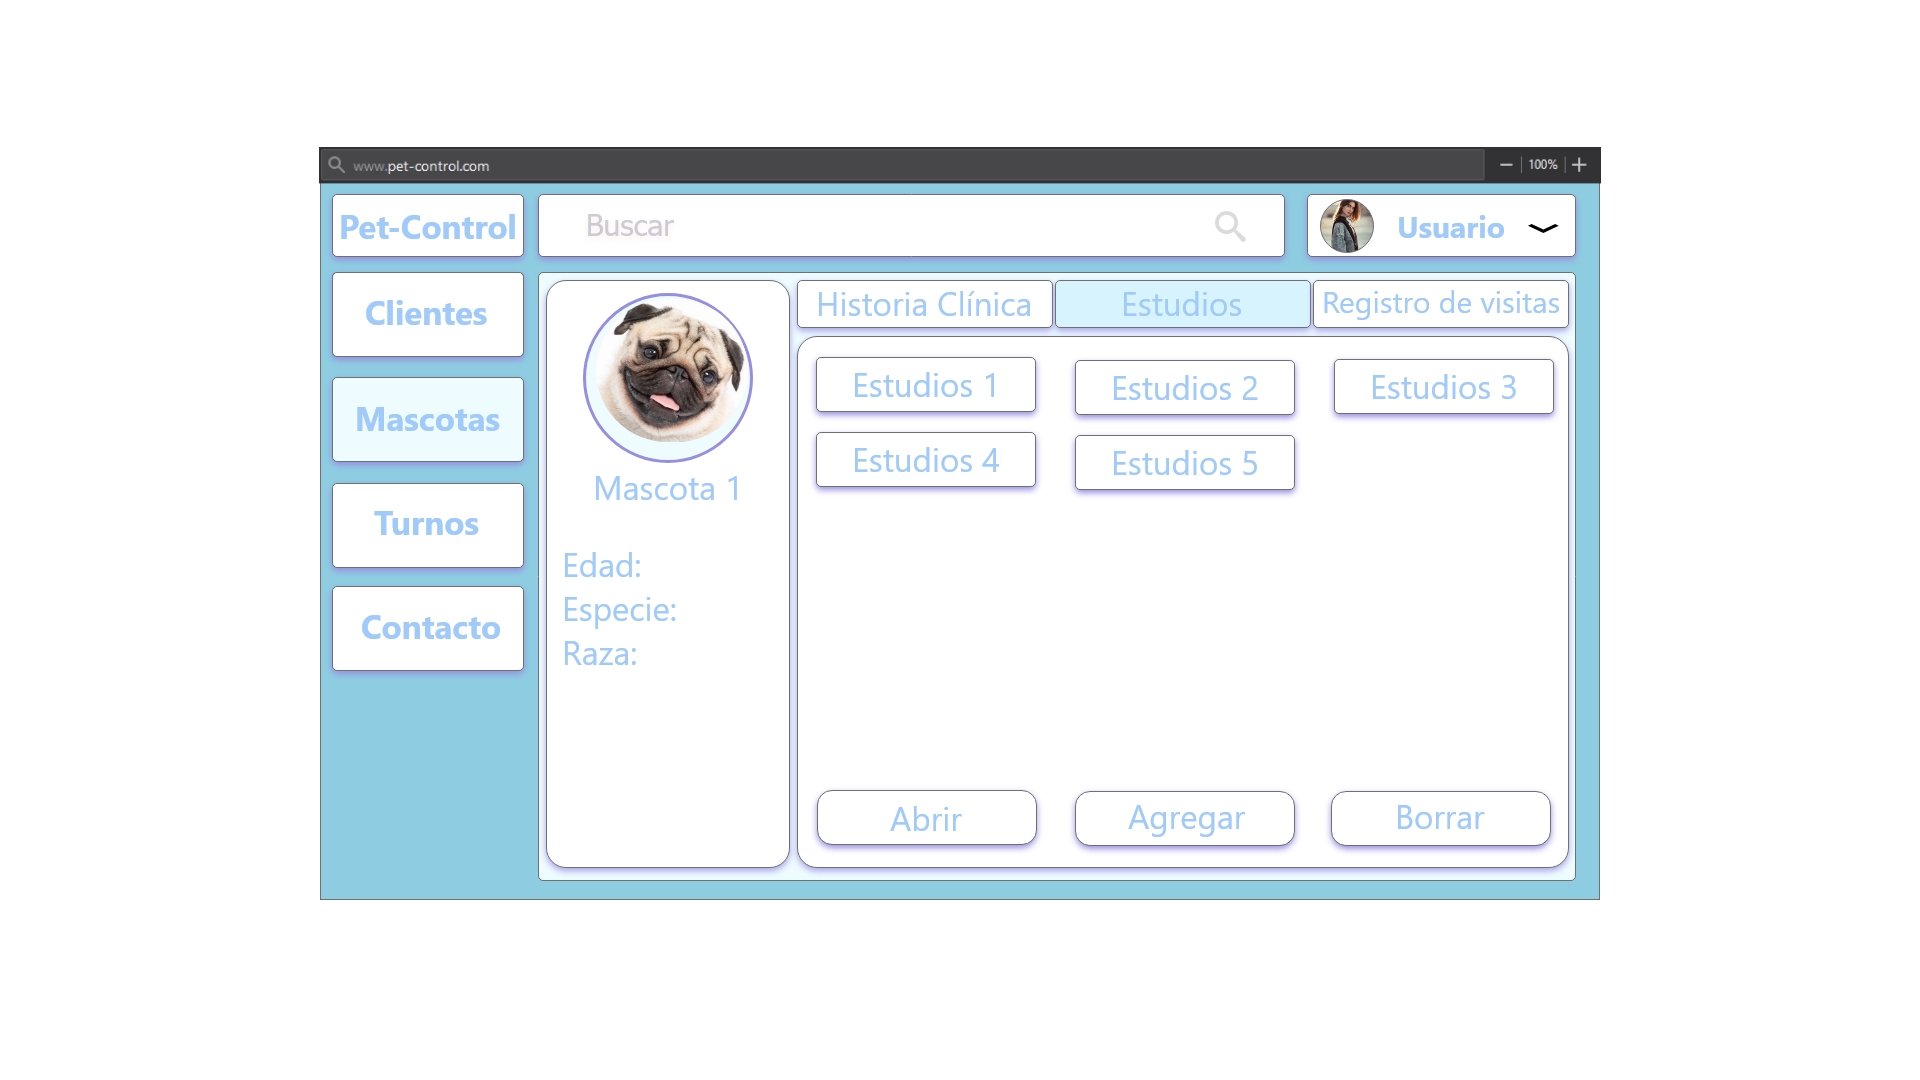 www.pet-control.com
100%
Pet-Control
Buscar
Usuario
Clientes
Mascotas
Turnos
Contacto
Mascota 1
Edad:
Especie:
Raza:
Historia Clínica
Estudios
Registro de visitas
Estudios 1
Estudios 2
Estudios 3
Estudios 4
Estudios 5
Abrir
Agregar
Borrar